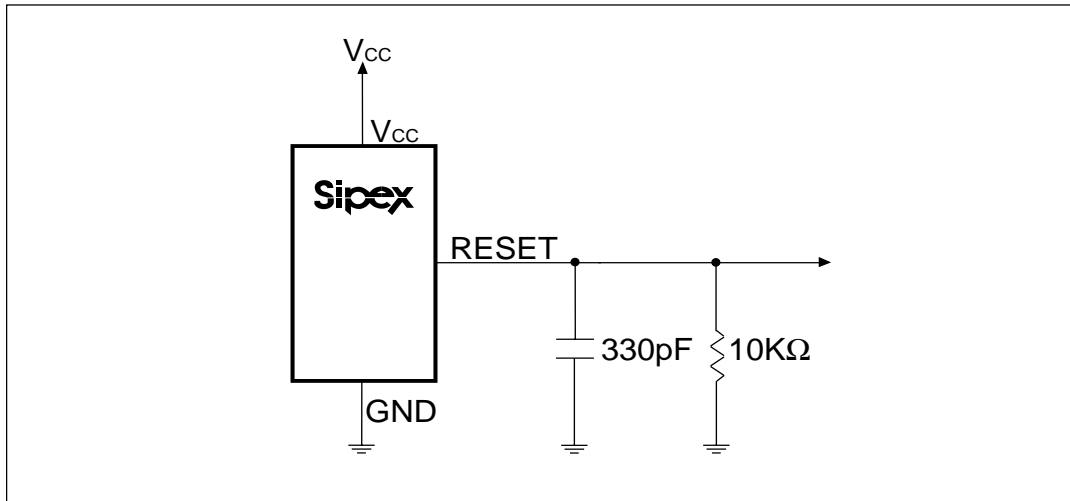 VCC
VCC
Sipex
RESET
330pF
10KΩ
GND